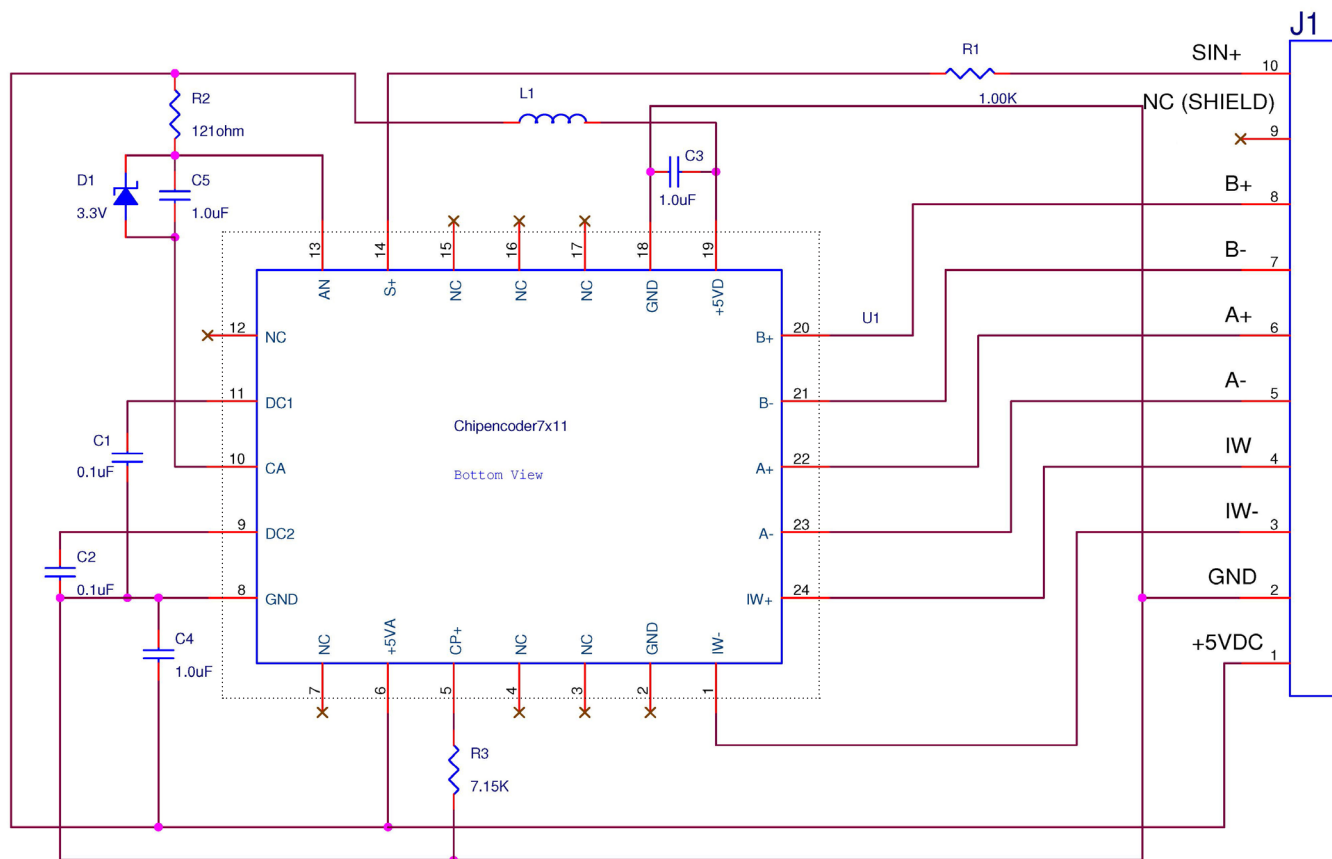 J1
R1
SIN+
10
1.00K
NC (SHIELD)
9
R2
121ohm
L1
C3
1.0uF
D1
3.3V
C5
1.0uF
B+
8
B-
7
A+
6
A-
5
IW
4
IW-
3
GND
2
+5VDC
1
13
14
15
16
17
18
19
AN
S+
NC
NC
NC
GND
+5VD
12
NC
11
DC1
10
CA
9
DC2
8
GND
C1
0.1uF
C2
0.1uF
C4
1.0uF
Chipencoder7x11
Bottom View
U1
20
B+
21
B-
22
A+
23
A-
24
IW+
NC
+5VA
CP+
NC
NC
GND
IW-
7
6
5
4
3
2
1
R3
7.15K